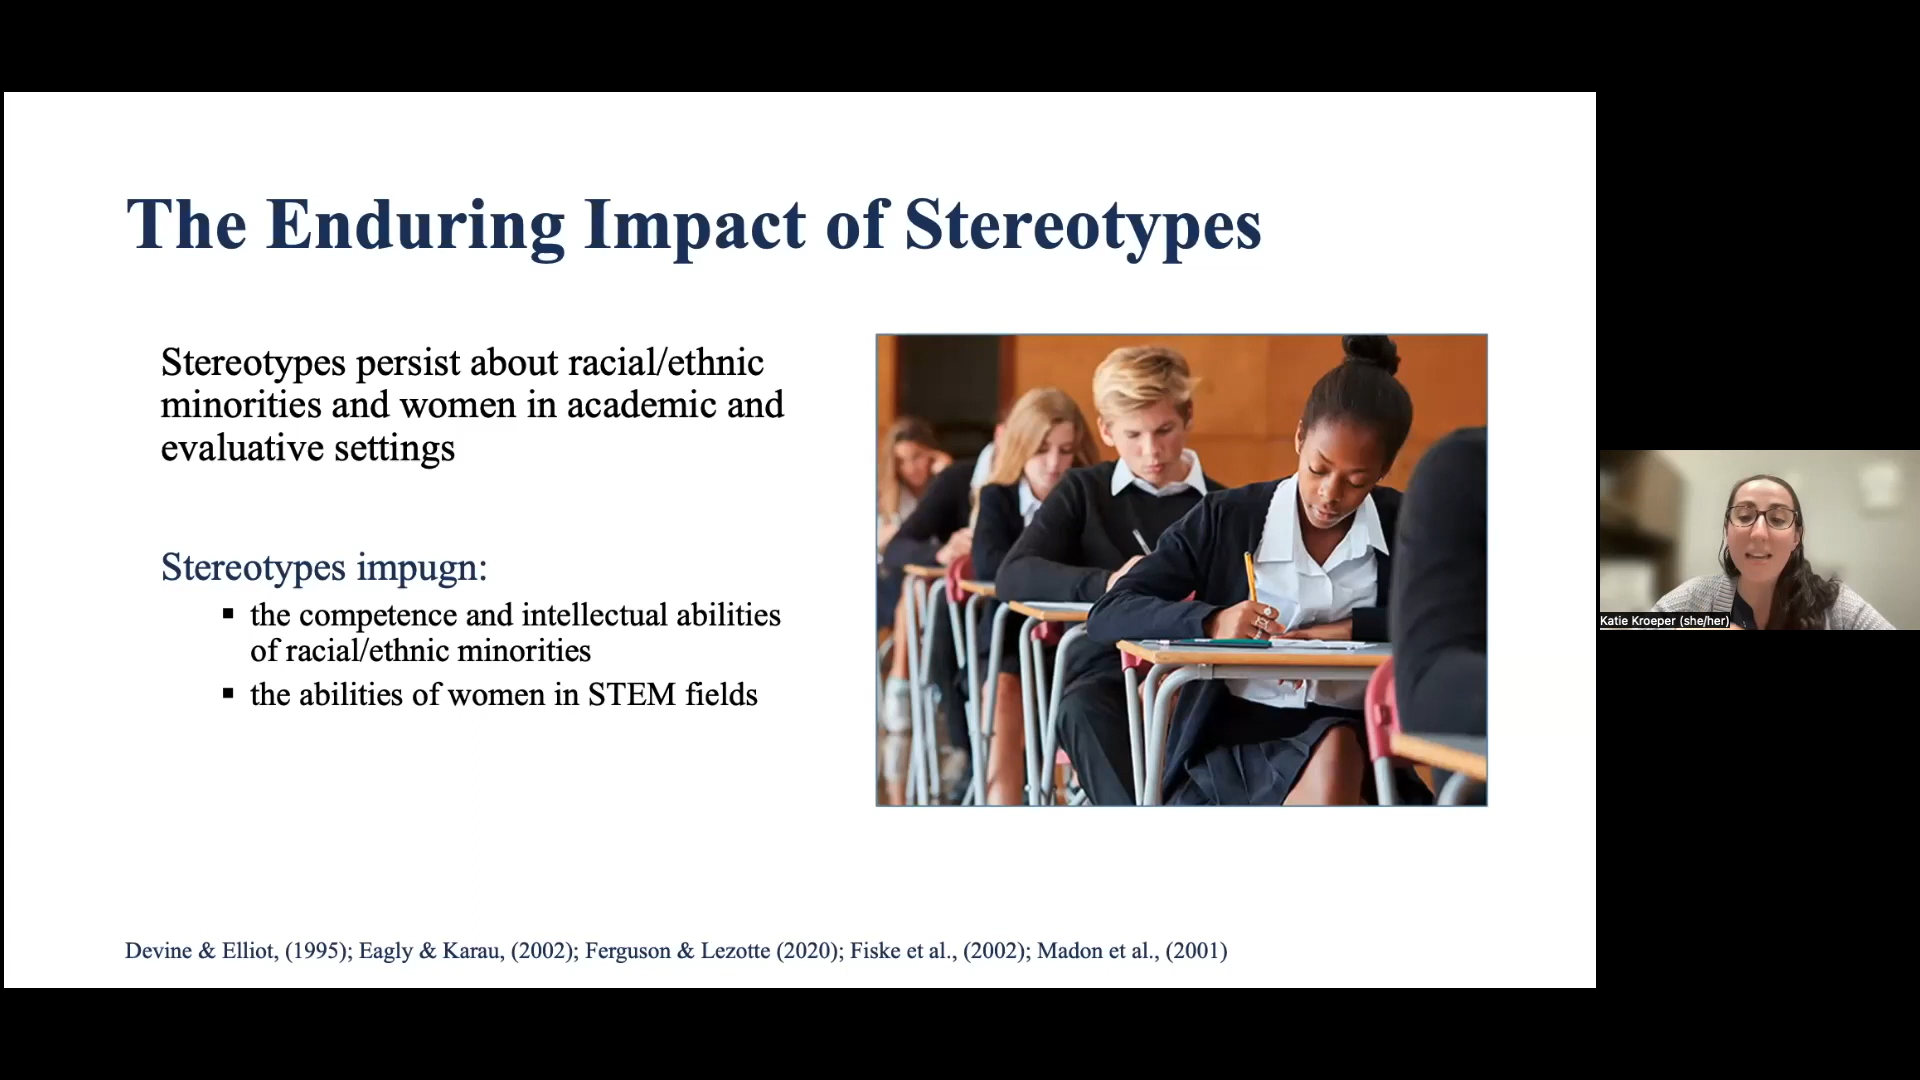 The Enduring Impact of Stereotypes
Stereotypes persist about racial/ethnic
minorities and women in academic and
evaluative settings
Stereotypes impugn:
▪ the competence and intellectual abilities
of racial/ethnic minorities
▪ the abilities of women in STEM fields
Devine & Elliot, (1995); Eagly & Karau, (2002); Ferguson & Lezotte (2020); Fiske et al., (2002); Madon et al., (2001)
Katie Kroeper (she/her)